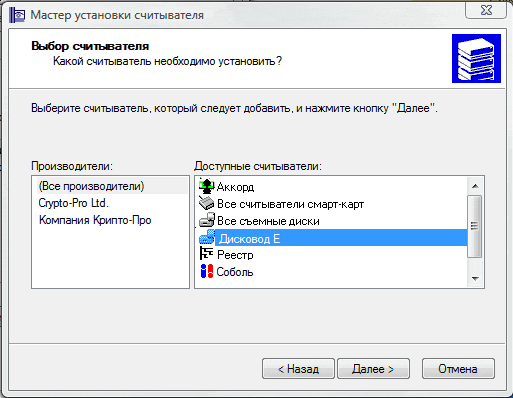 Мастер установки считывателя
Выбор считывателя
Какой считыватель необходимо установить?
Выберите считыватель, который следует добавить, и нажмите кнопку "Далее".
Производители:
(Все производители)
Crypto-Pro Ltd.
Компания Крипто-Про
Доступные считыватели:
Аккорд
Все считыватели смарт-карт
Все съемные диски
Дисковод E
Реестр
Соболь
< Назад
Далее >
Отмена